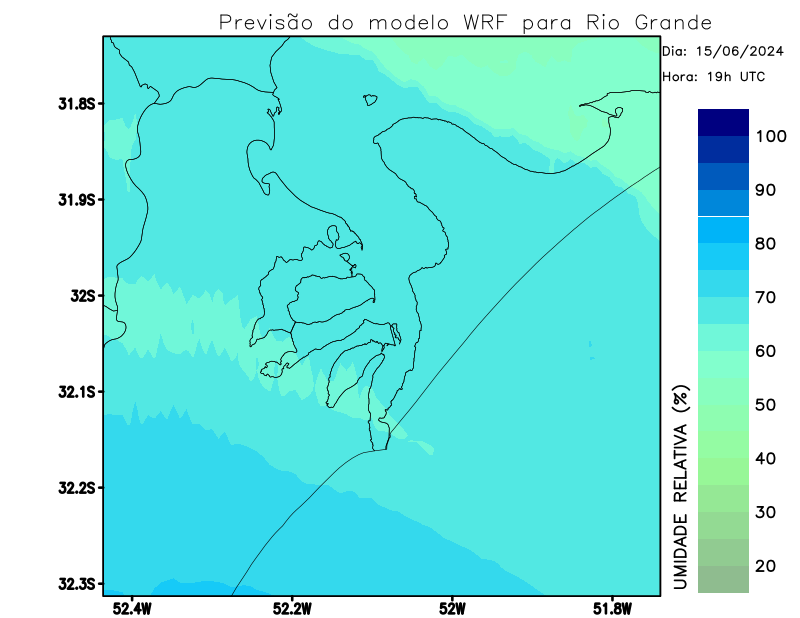 Previsão do modelo WRF para Rio Grande
Dia: 15/06/2024
Hora: 19h UTC
31.8S
31.9S
32S
32.1S
32.2S
32.3S
52.4W
52.2W
52W
51.8W
UMIDADE RELATIVA (%)
100
90
80
70
60
50
40
30
20